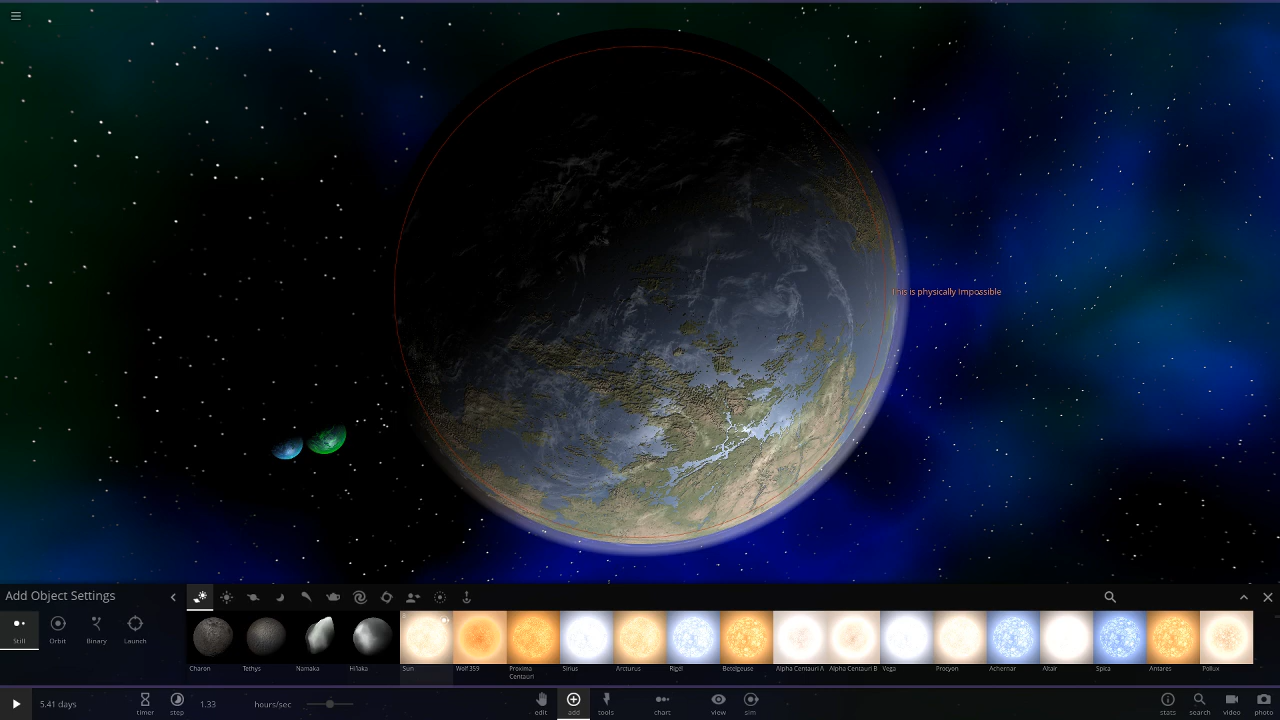 This is physically Impossible
Add Object Settings
Still
Orbit
Binary
Launch
Charon
Tethys
Namaka
Hi'iaka
Sun
Wolf 359
Proxima
Centauri
Sirius
Arcturus
Rigel
Betelgeuse
Alpha Centauri A
Alpha Centauri B
Vega
Procyon
Achernar
Altair
Spica
Antares
Pollux
5.41 days
timer
step
1.33
hours/sec
edit
add
tools
chart
view
sim
stats
search
video
photo